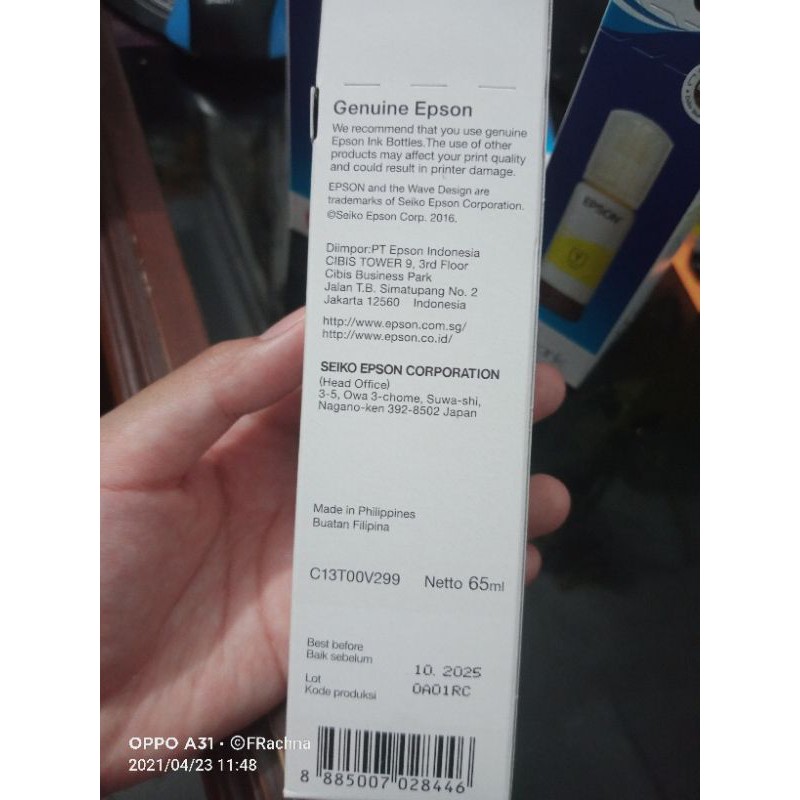 Genuine Epson
We recommend that you use genuine
Epson Ink Bottles.The use of other
products may affect your print quality
and could result in printer damage.
EPSON and the Wave Design are
trademarks of Seiko Epson Corporation.
©Seiko Epson Corp. 2016.
Diimpor:PT Epson Indonesia
CIBIS TOWER 9, 3rd Floor
Cibis Business Park
Jalan T.B. Simatupang No. 2
Jakarta 12560 Indonesia
http://www.epson.com.sg/
http://www.epson.co.id/
SEIKO EPSON CORPORATION
(Head Office)
3-5, Owa 3-chome, Suwa-shi,
Nagano-ken 392-8502 Japan
Made in Philippines
Buatan Filipina
C13T00V299 Netto 65ml
Best before
Baik sebelum
10. 2025
Lot
Kode produksi
0A01RC
8 885007 028446
EPSON
Y
OPPO A31 · ©FRachna
2021/04/23 11:48